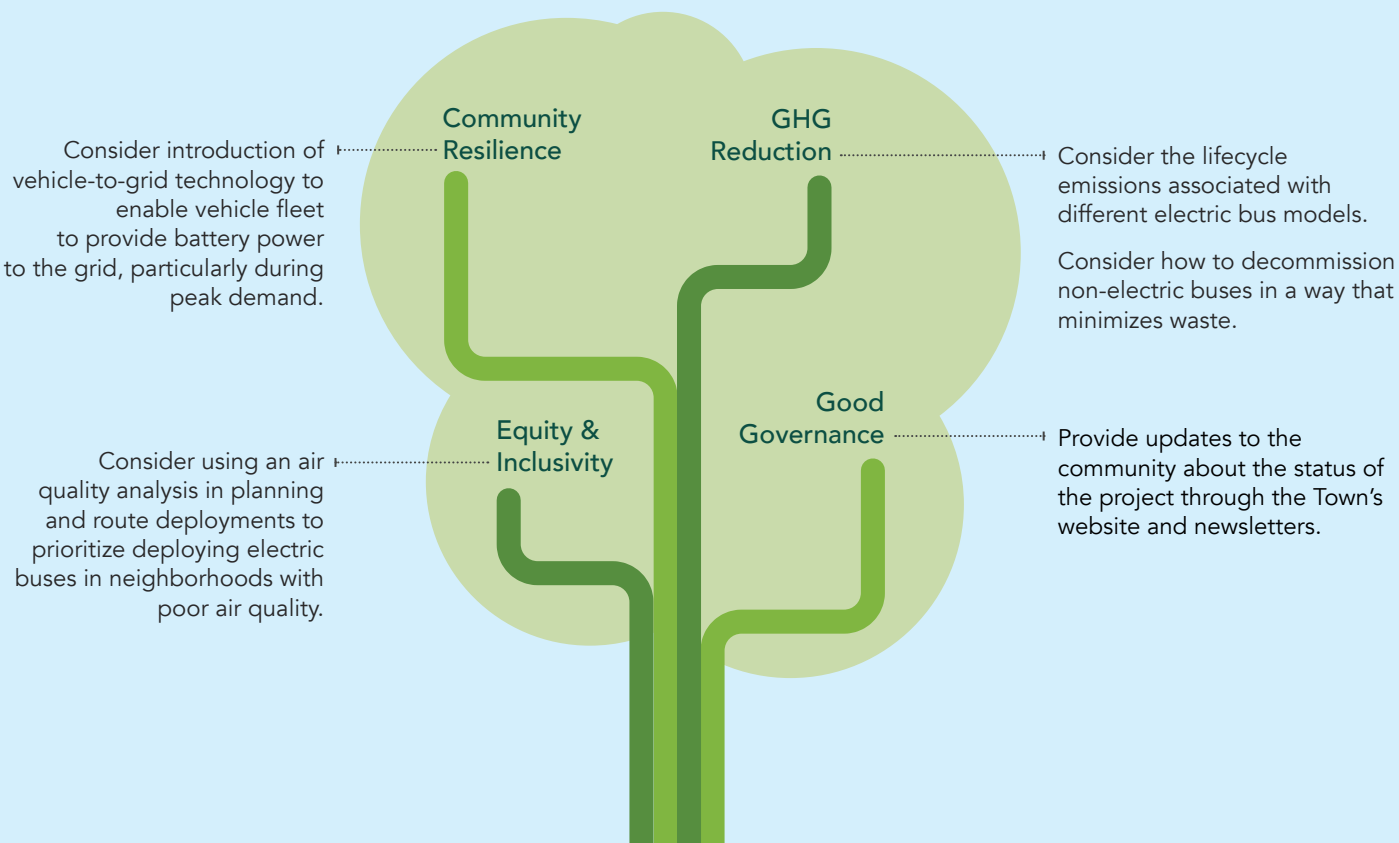 Community
Resilience
Consider introduction of
vehicle-to-grid technology to
enable vehicle fleet
to provide battery power
to the grid, particularly during
peak demand.
GHG
Reduction
Consider the lifecycle
emissions associated with
different electric bus models.
Consider how to decommission
non-electric buses in a way that
minimizes waste.
Equity &
Inclusivity
Consider using an air
quality analysis in planning
and route deployments to
prioritize deploying electric
buses in neighborhoods with
poor air quality.
Good
Governance
Provide updates to the
community about the status of
the project through the Town’s
website and newsletters.